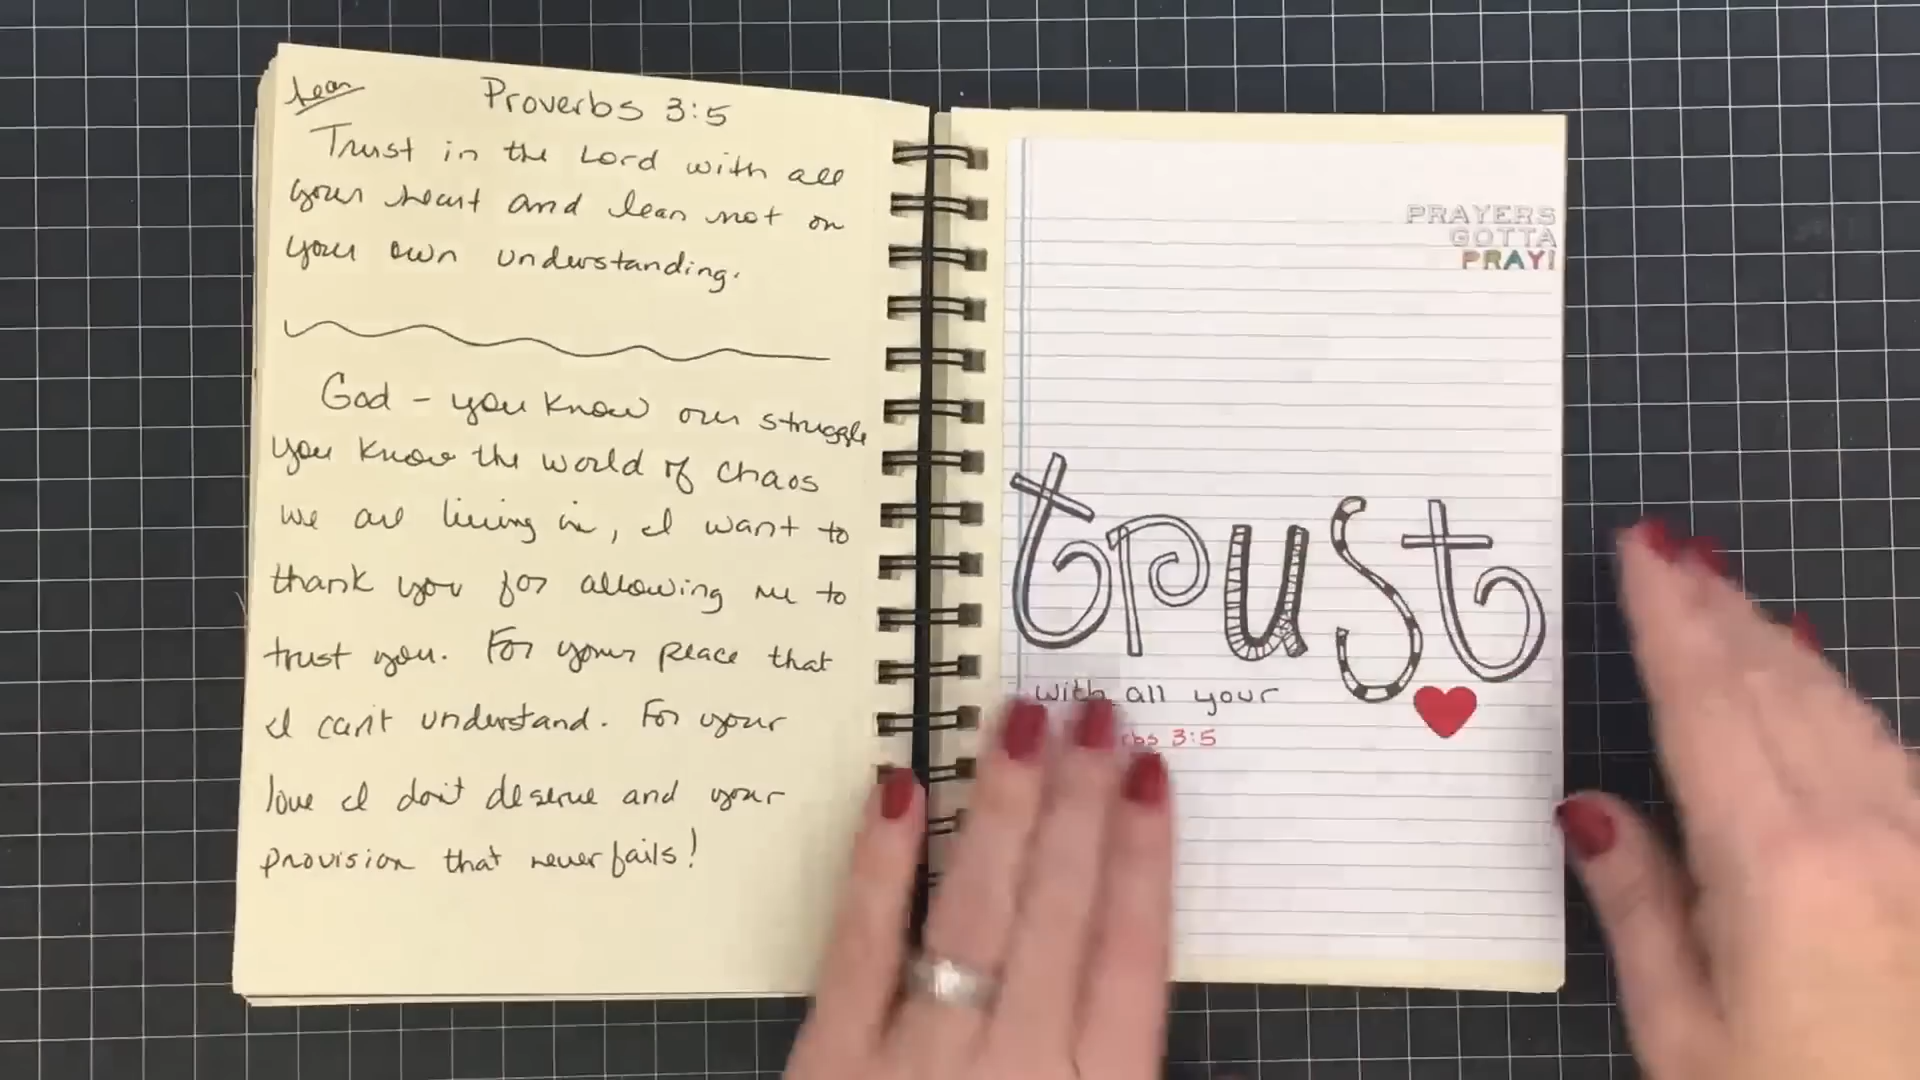 Lean
Proverbs 3:5
Trust in the Lord with all
your heart and lean not on
your own understanding.
God - you know our struggle
you know the world of chaos
we are living in, I want to
thank you for allowing me to
trust you. For your peace that
I can't understand. For your
love I don't deserve and your
provision that never fails!
PRAYERS
GOTTA
PRAY!
trust
with all your
rbs 3:5